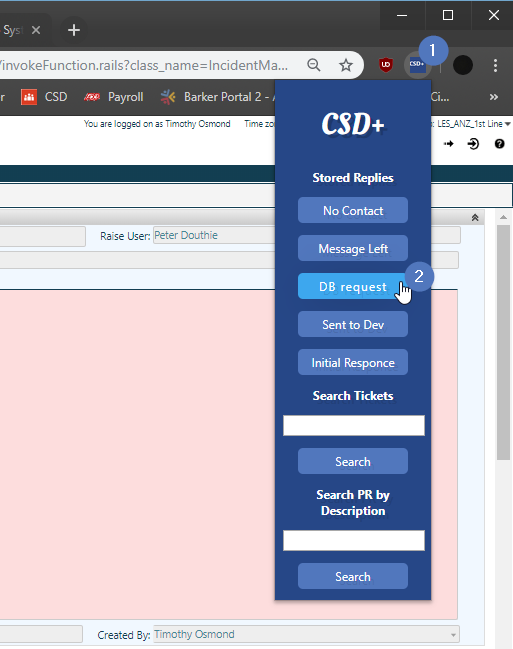 Syst
/invokeFunction.rails?class_name=IncidentMa...
UD
CSD+
1
r
CSD
ADP
Payroll
Barker Portal 2 - A
Ci...
»
You are logged on as Timothy Osmond
Time zo
: LES_ANZ_1st Line
CSD+
Stored Replies
No Contact
Raise User: Peter Douthie
Message Left
DB request
2
Sent to Dev
Initial Responce
Search Tickets
Search
Search PR by
Description
Search
Created By: Timothy Osmond